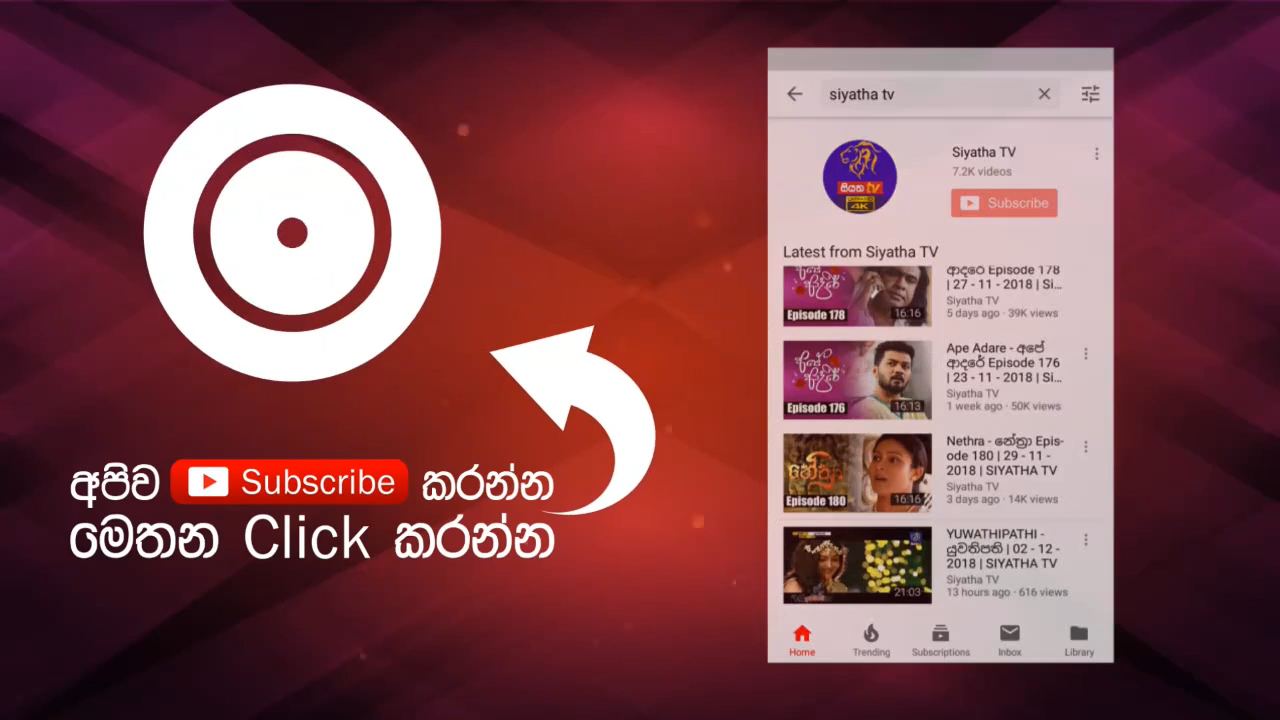 අපිව Subscribe කරන්න
මෙතන Click කරන්න
siyatha tv
සියත TV
4K
Siyatha TV
7.2K videos
Subscribe
Latest from Siyatha TV
Episode 178
16:16
ආදරේ Episode 178
| 27 - 11 - 2018 | Si...
Siyatha TV
5 days ago · 39K views
අපේ ආදරේ
Episode 176
16:13
Ape Adare - අපේ
ආදරේ Episode 176
| 23 - 11 - 2018 | Si...
Siyatha TV
1 week ago · 50K views
නේත්‍රා
Episode 180
16:16
Nethra - නේත්‍රා Epis-
ode 180 | 29 - 11 -
2018 | SIYATHA TV
Siyatha TV
3 days ago · 14K views
21:03
YUWATHIPATHI -
යුවතිපති | 02 - 12 -
2018 | SIYATHA TV
Siyatha TV
13 hours ago · 616 views
Home Trending Subscriptions Inbox Library